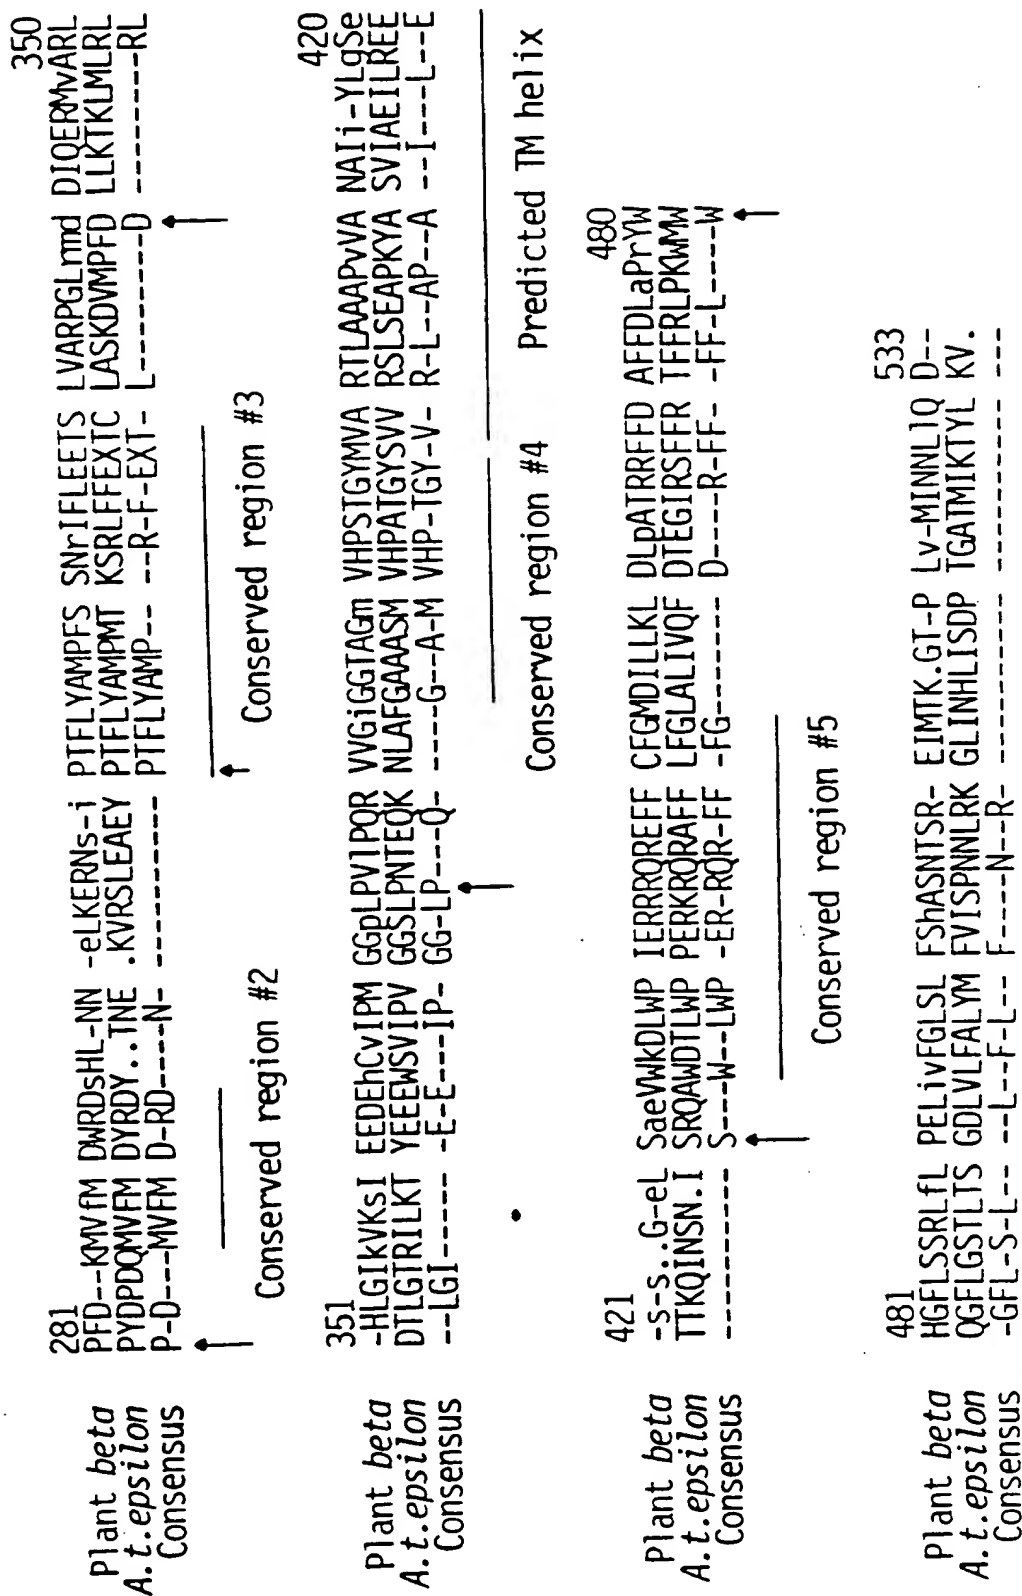 281 350
Plant beta PFD--KMVfM DWRDsHL-NN -eLKERNs-i PTFLYAMPFS SNrIFLEETS LVARPGLrmd DIQERMvARL
A.t.epsilon PYDPDQMVFM DYRDY..TNE .KVRSLEAEY PTFLYAMPMT KSRLFFEXTC LASKDVMPFD LLKTKLMLRL
Consensus P-D---MVFM D-RD----N- ---------- PTFLYAMP-- --R-F-EXT- L--------D -------RL
Conserved region #2 Conserved region #3
351 420
Plant beta -HLGIKVKsI EEDEhCvIPM GGpLPVlPQR VVGiGGTAGm VHPSTGYMVA RTLAAAPvVA NAIi-YLgSe
A.t.epsilon DTLGTRILKT YEEEWSVIPV GGSLPNTEQK NLAFGAAASM VHPATGYSVV RSLSEAPKYA SVIAEILREE
Consensus --LGI----- -E-E---IP- GG-LP---Q- ----G--A-M VHP-TGY-V- R-L--AP--A --I---L--E
Conserved region #4 Predicted TM helix
421 480
Plant beta -s-s..G-eL SaeVWKDLWP IERRRQREFF CFGMDILLKL DLpATRRFFD AFFDLaPrYW
A.t.epsilon TTKQINSN.I SRQAWDTLWP PERKRQRAFF LFGLALIVQF DTEGIRSFFR TFFRLPKWMW
Consensus ---------- S---W--LWP -ER-RQR-FF -FG------- D----R-FF- -FF-L----W
Conserved region #5
481 533
Plant beta HGFLSSRLfL PELivFGLSL FShASNTSR- EIMTK.GT-P Lv-MINNLlQ D--
A.t.epsilon QGFLGSTLTS GDLVLFALYM FVISPNNLRK GLINHLISDP TGATMIKTYL KV.
Consensus -GFL-S-L--- --L--F-L-- F----N--R- ---------- ---------- ---